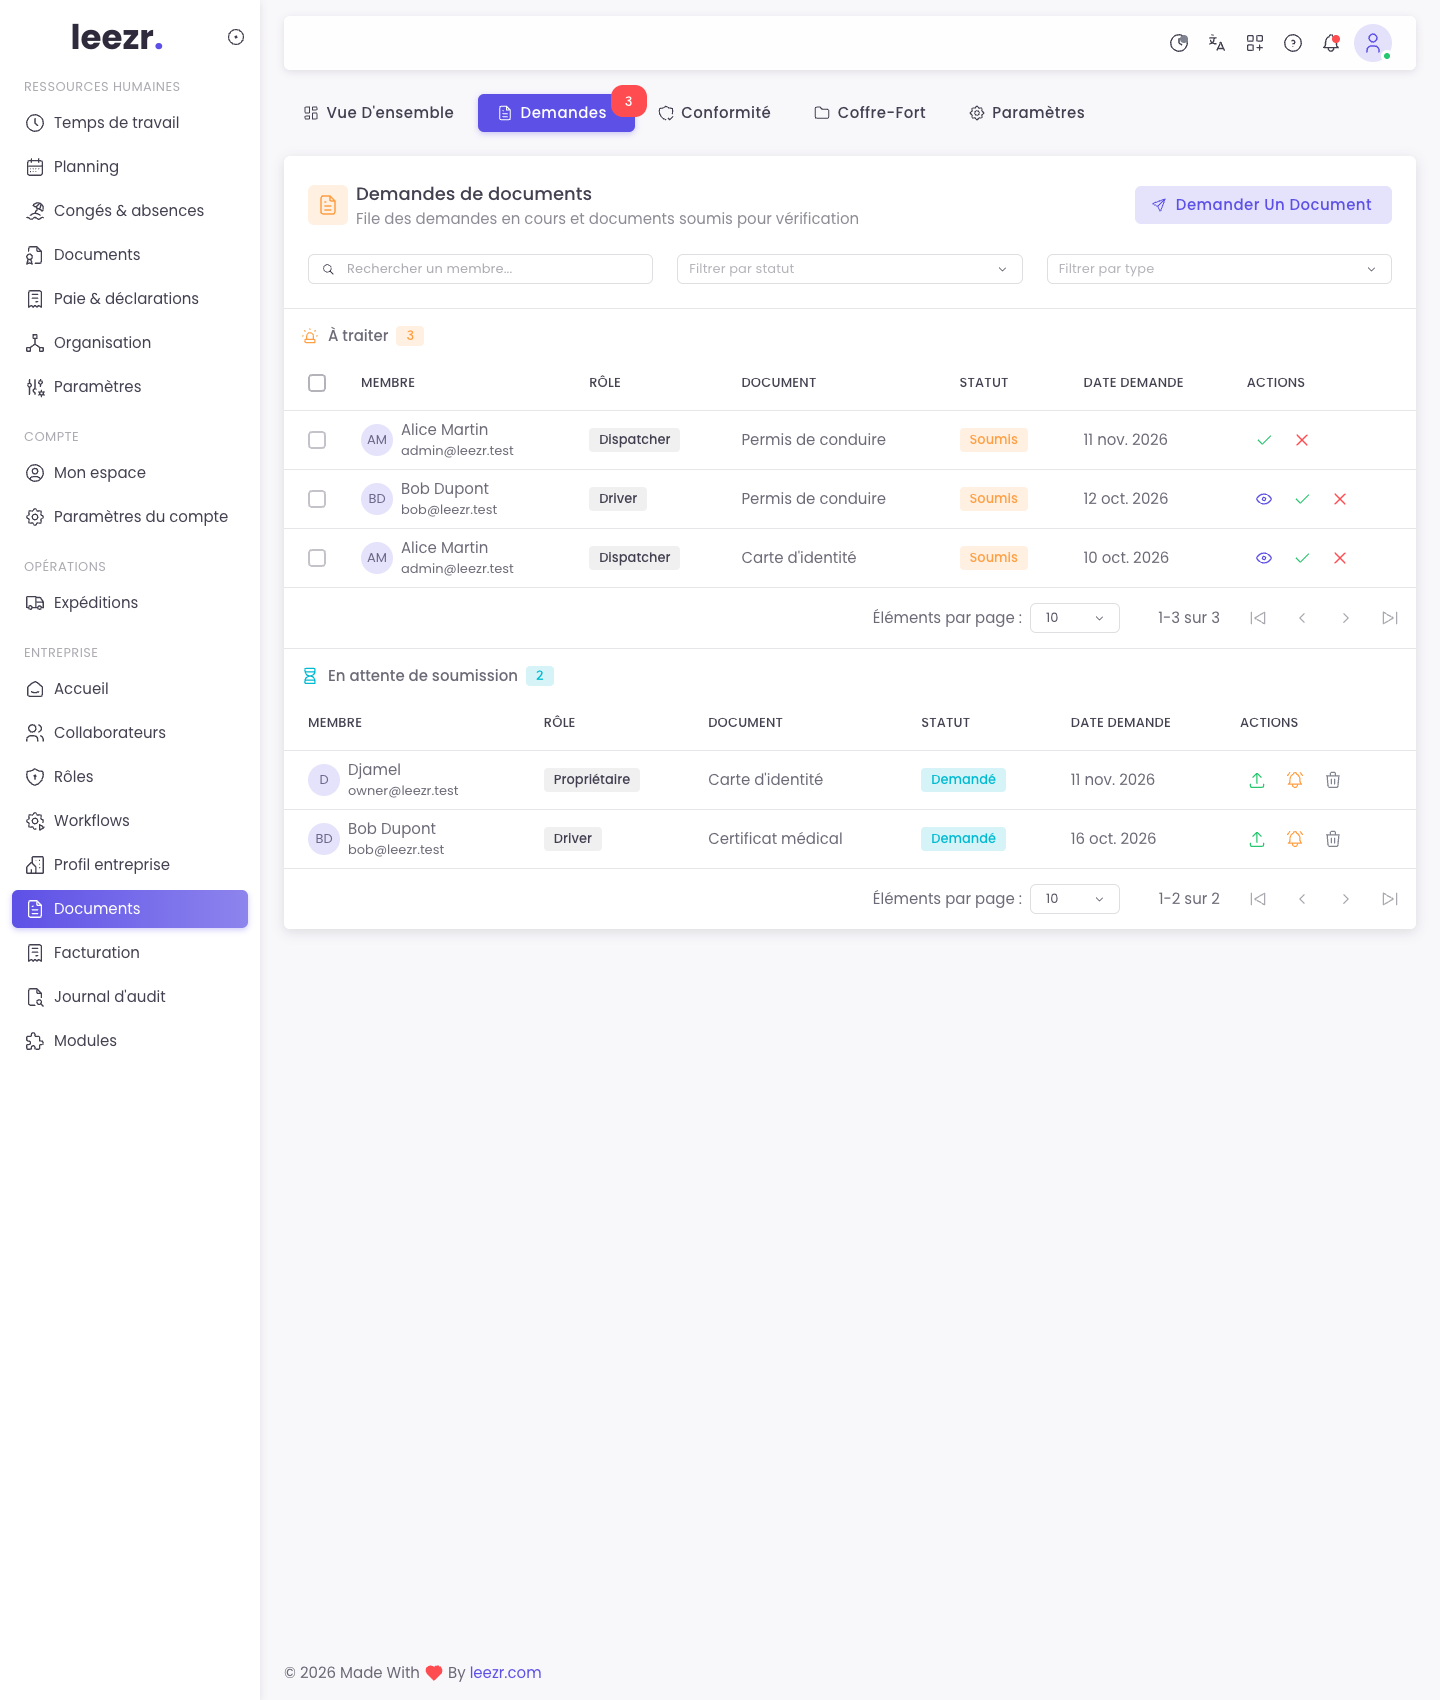 leezr.
RESSOURCES HUMAINES
Temps de travail
Planning
Congés & absences
Documents
Paie & déclarations
Organisation
Paramètres
COMPTE
Mon espace
Paramètres du compte
OPÉRATIONS
Expéditions
ENTREPRISE
Accueil
Collaborateurs
Rôles
Workflows
Profil entreprise
Documents
Facturation
Journal d'audit
Modules
Vue D'ensemble Demandes 3 Conformité Coffre-Fort Paramètres
Demandes de documents
File des demandes en cours et documents soumis pour vérification
Demander Un Document
Rechercher un membre... Filtrer par statut Filtrer par type
À traiter 3
MEMBRE RÔLE DOCUMENT STATUT DATE DEMANDE ACTIONS
AM Alice Martin Dispatcher Permis de conduire Soumis 11 nov. 2026
admin@leezr.test
BD Bob Dupont Driver Permis de conduire Soumis 12 oct. 2026
bob@leezr.test
AM Alice Martin Dispatcher Carte d'identité Soumis 10 oct. 2026
admin@leezr.test
Éléments par page : 10 1-3 sur 3
En attente de soumission 2
MEMBRE RÔLE DOCUMENT STATUT DATE DEMANDE ACTIONS
D Djamel Propriétaire Carte d'identité Demandé 11 nov. 2026
owner@leezr.test
BD Bob Dupont Driver Certificat médical Demandé 16 oct. 2026
bob@leezr.test
Éléments par page : 10 1-2 sur 2
© 2026 Made With By leezr.com